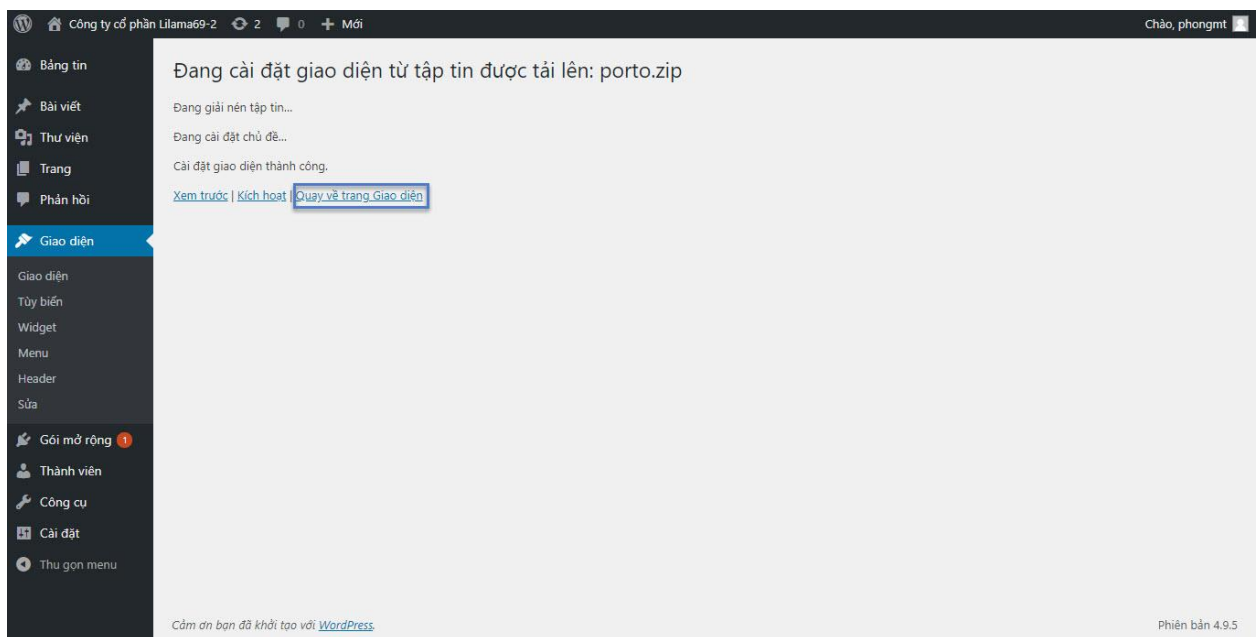 Công ty cổ phần Lilama69-2 2 0 + Mới Chào, phongmt
Bảng tin
Bài viết
Thư viện
Trang
Phản hồi
Giao diện
Giao diện
Tùy biến
Widget
Menu
Header
Sửa
Gói mở rộng 1
Thành viên
Công cụ
Cài đặt
Thu gọn menu
Đang cài đặt giao diện từ tập tin được tải lên: porto.zip
Đang giải nén tập tin...
Đang cài đặt chủ đề...
Cài đặt giao diện thành công.
Xem trước | Kích hoạt | Quay về trang Giao diện
Cảm ơn bạn đã khởi tạo với WordPress.
Phiên bản 4.9.5